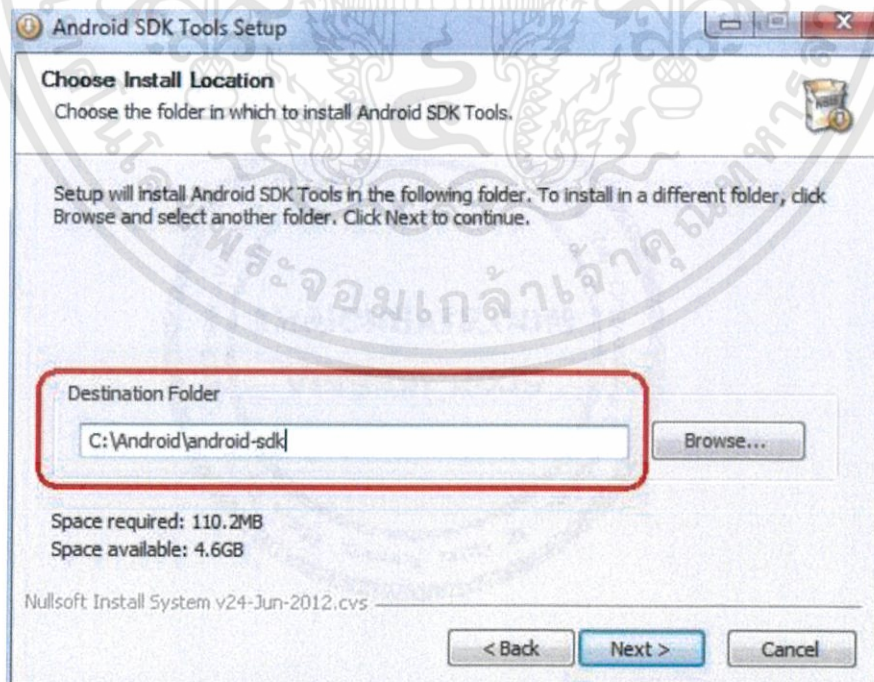 Android SDK Tools Setup
Choose Install Location
Choose the folder in which to install Android SDK Tools.
Setup will install Android SDK Tools in the following folder. To install in a different folder, click
Browse and select another folder. Click Next to continue.
พระจอมเกล้าเจ้าคุณทหาร
Destination Folder
C:\Android\android-sdk
Browse...
Space required: 110.2MB
Space available: 4.6GB
Nullsoft Install System v24-Jun-2012.cvs
< Back
Next >
Cancel